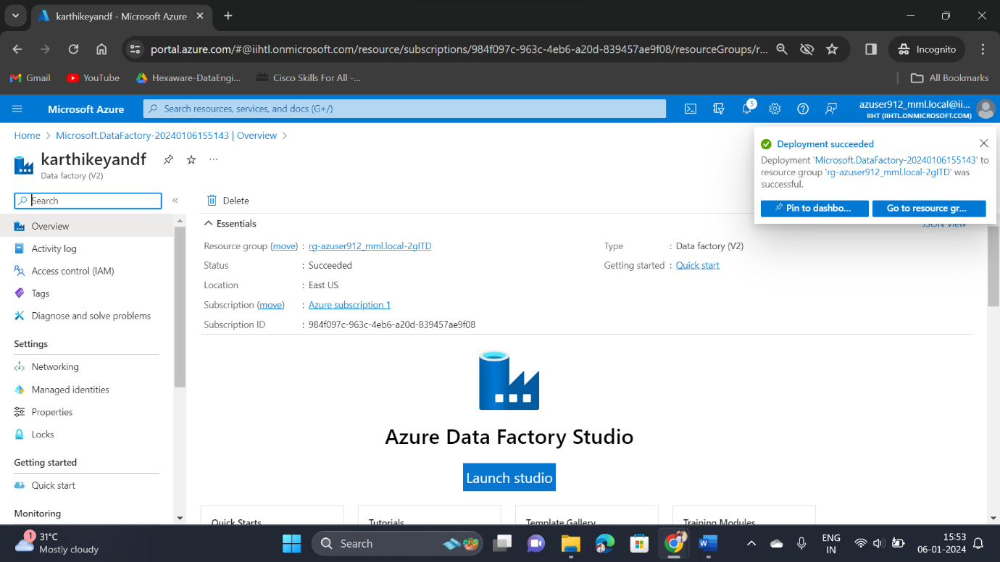 karthikeyandf - Microsoft Azure
portal.azure.com/#@iihtl.onmicrosoft.com/resource/subscriptions/984f097c-963c-4eb6-a20d-839457ae9f08/resourceGroups/r...
Incognito
Gmail
YouTube
Hexaware-DataEngi...
Cisco Skills For All -...
All Bookmarks
Microsoft Azure
Search resources, services, and docs (G+/)
5
azuser912_mml.local@ii...
IIHT (IIHTL.ONMICROSOFT.COM)
Home > Microsoft.DataFactory-20240106155143 | Overview >
karthikeyandf
...
Data factory (V2)
Deployment succeeded
Deployment 'Microsoft.DataFactory-20240106155143' to
resource group 'rg-azuser912_mml.local-2gITD' was
successful.
Pin to dashbo...
Go to resource gr...
Search
«
Delete
Overview
Activity log
Access control (IAM)
Tags
Diagnose and solve problems
Settings
Networking
Managed identities
Properties
Locks
Getting started
Quick start
Monitoring
Essentials
JSON View
Resource group (move) : rg-azuser912_mml.local-2gITD
Status : Succeeded
Location : East US
Subscription (move) : Azure subscription 1
Subscription ID : 984f097c-963c-4eb6-a20d-839457ae9f08
Type : Data factory (V2)
Getting started : Quick start
Azure Data Factory Studio
Launch studio
Quick Starts
Tutorials
Template Gallery
Training Modules
1
31°C
Mostly cloudy
Search
ENG
IN
15:53
06-01-2024